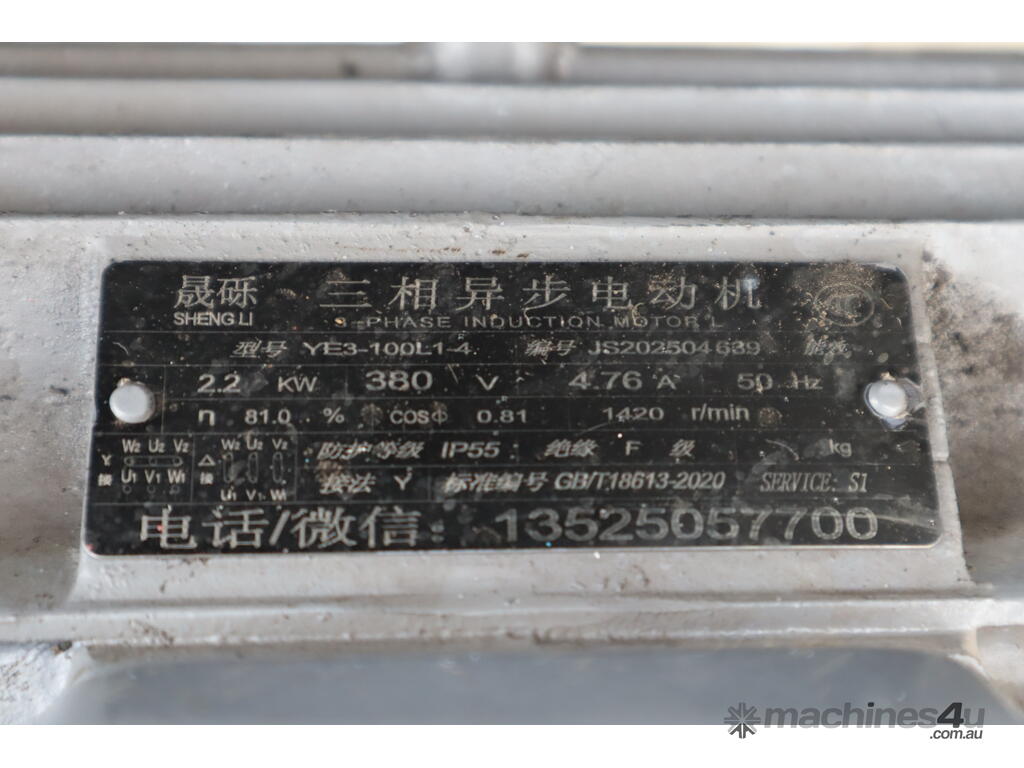 晟砾 三相异步电动机
SHENG LI 3-PHASE INDUCTION MOTOR L
型号 YE3-100L1-4 编号 JS202504639 能效
2.2 KW 380 V 4.76 A 50 Hz
η 81.0 % cosφ 0.81 1420 r/min
W2 U2 V2 W2 U2 V2 防护等级 IP55 绝缘 F 级 kg
Y 接 △ 接
U1 V1 W1 U1 V1 W1 接法 Y 标准编号 GB/T18613-2020 SERVICE: S1
电话/微信: 13525057700
machines4u
.com.au